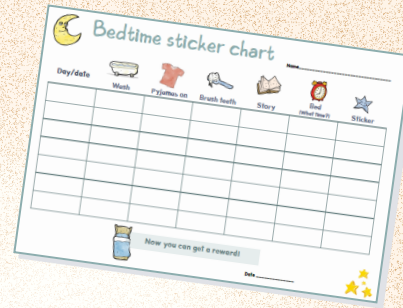 Bedtime sticker chart
Name
Day/date
Wash
Pyjamas on
Brush teeth
Story
Bed
(What time?)
Sticker
Now you can get a reward!
Date